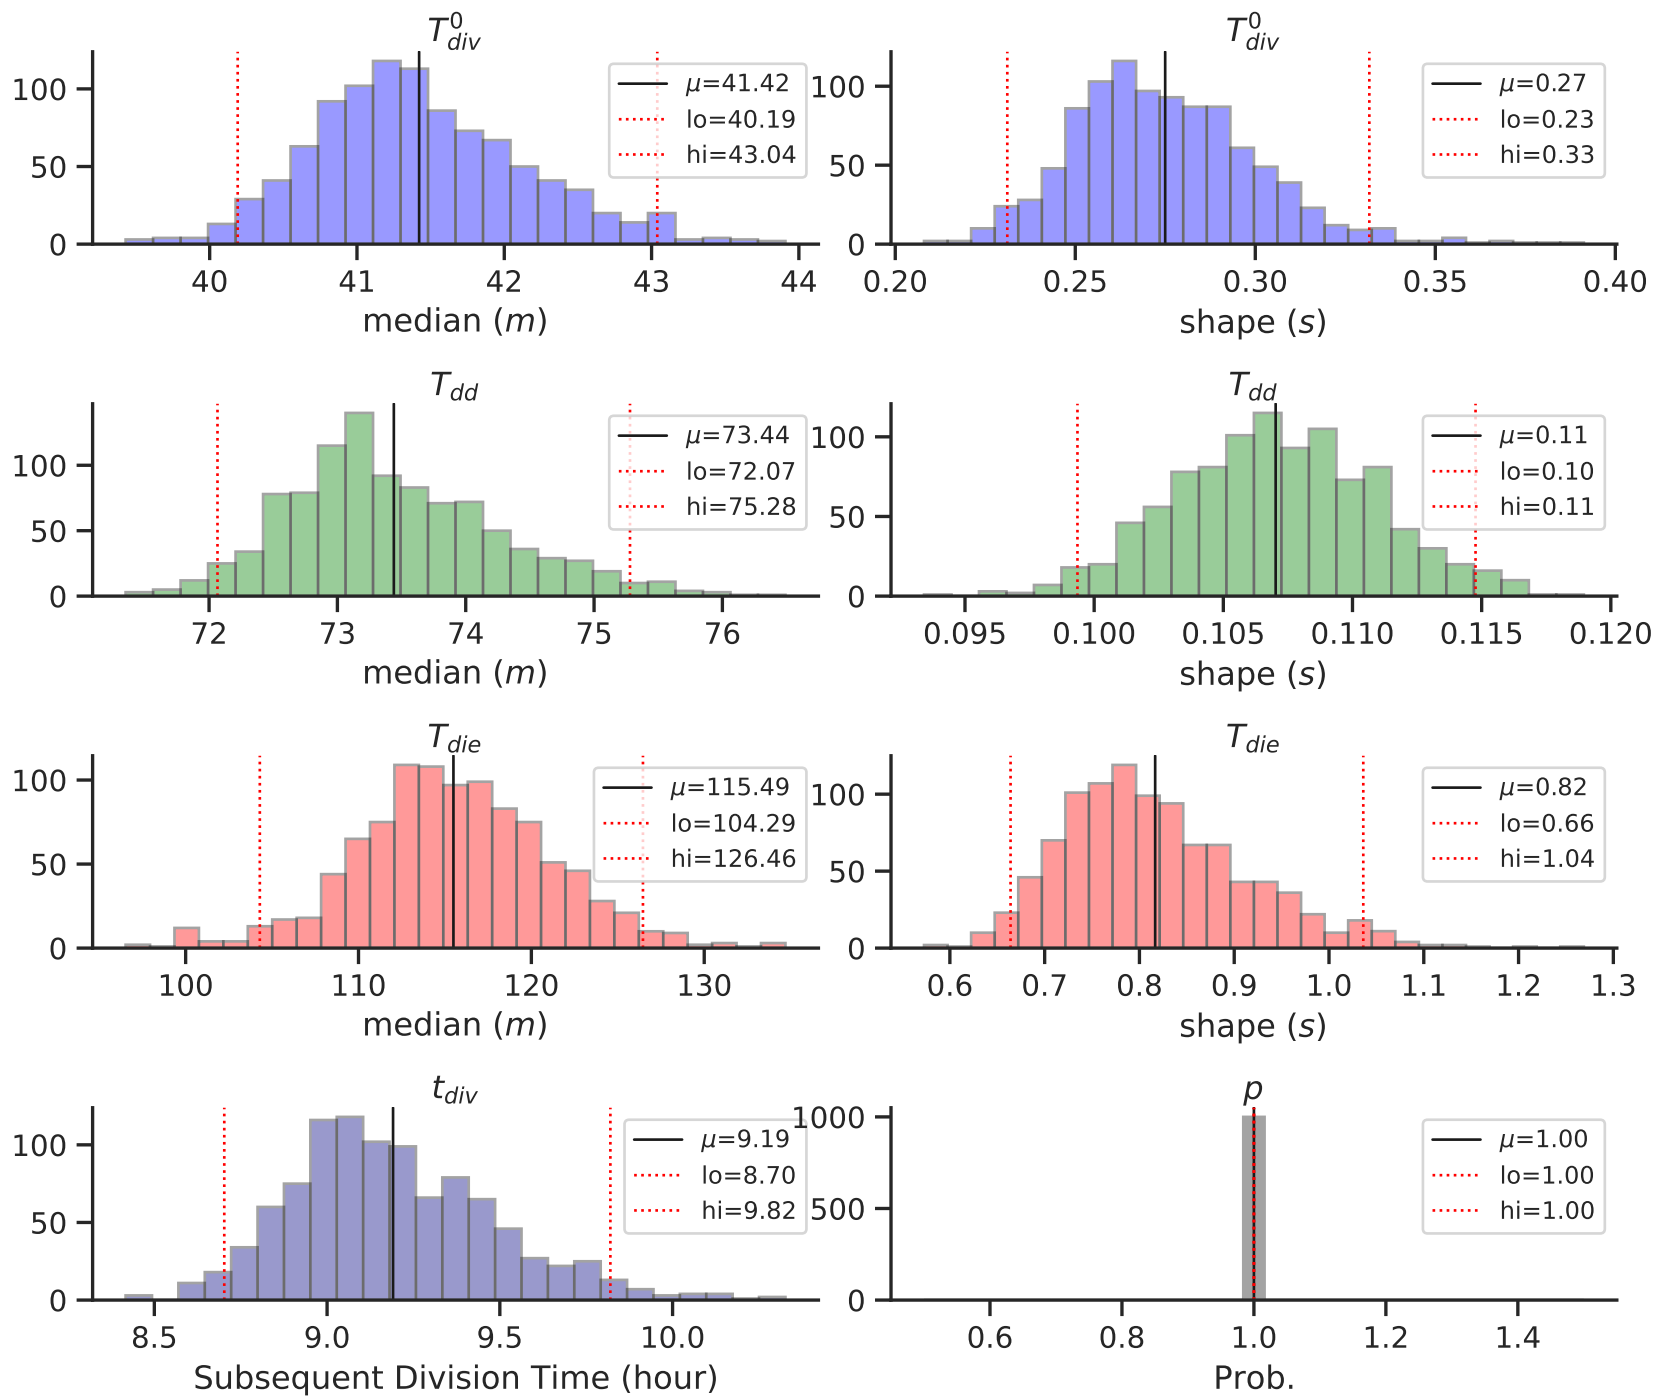 T⁰div
100
50
0
μ=41.42
lo=40.19
hi=43.04
40 41 42 43 44
median (m)
T⁰div
100
50
0
μ=0.27
lo=0.23
hi=0.33
0.20 0.25 0.30 0.35 0.40
shape (s)
Tdd
100
50
0
μ=73.44
lo=72.07
hi=75.28
72 73 74 75 76
median (m)
Tdd
100
50
0
μ=0.11
lo=0.10
hi=0.11
0.095 0.100 0.105 0.110 0.115 0.120
shape (s)
Tdie
100
50
0
μ=115.49
lo=104.29
hi=126.46
100 110 120 130
median (m)
Tdie
100
50
0
μ=0.82
lo=0.66
hi=1.04
0.6 0.7 0.8 0.9 1.0 1.1 1.2 1.3
shape (s)
tdiv
100
50
0
μ=9.19
lo=8.70
hi=9.82
8.5 9.0 9.5 10.0
Subsequent Division Time (hour)
p
1000
500
0
μ=1.00
lo=1.00
hi=1.00
0.6 0.8 1.0 1.2 1.4
Prob.